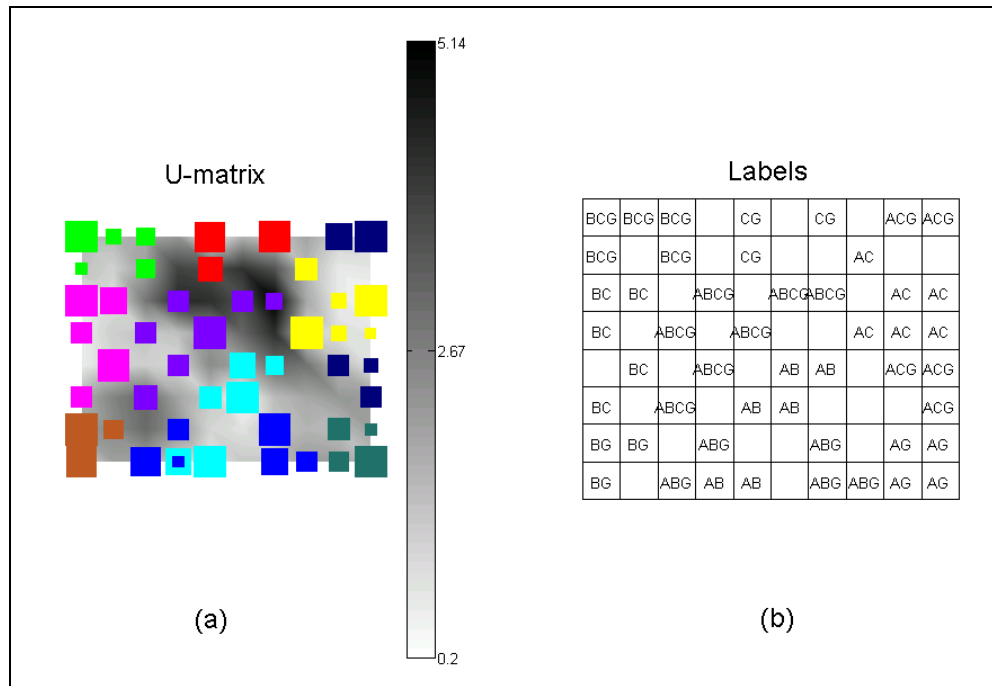 5.14
U-matrix
2.67
0.2
(a)
Labels
BCG BCG BCG CG CG ACG ACG
BCG BCG CG AC
BC BC ABCG ABCG ABCG AC AC
BC ABCG ABCG AC AC AC
BC ABCG AB AB ACG ACG
BC ABCG AB AB ACG
BG BG ABG ABG AG AG
BG ABG AB AB ABG ABG AG AG
(b)